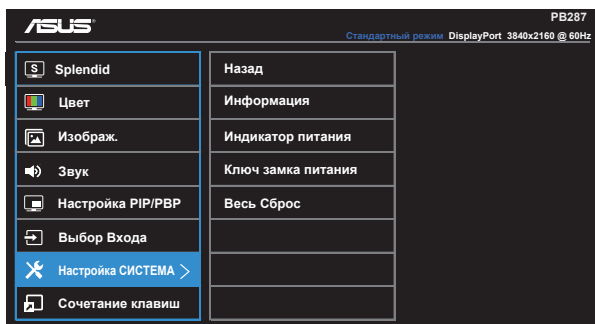 ASUS
PB287
Стандартный режим DisplayPort 3840x2160 @ 60Hz
S Splendid
Цвет
Изображ.
Звук
Настройка PIP/PBP
Выбор Входа
Настройка СИСТЕМА >
Сочетание клавиш
Назад
Информация
Индикатор питания
Ключ замка питания
Весь Сброс